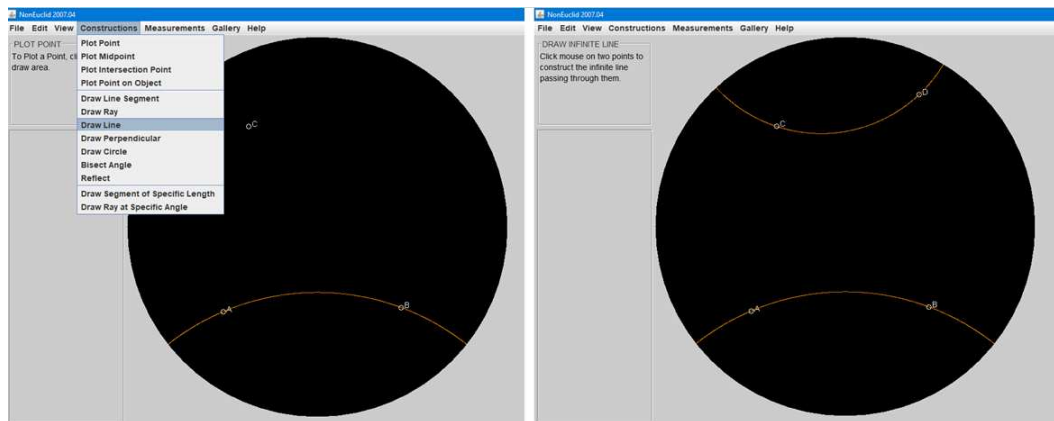 NonEuclid 2007.04
File Edit View Constructions Measurements Gallery Help
PLOT POINT
To Plot a Point, cli
draw area.
Plot Point
Plot Midpoint
Plot Intersection Point
Plot Point on Object
Draw Line Segment
Draw Ray
Draw Line
Draw Perpendicular
Draw Circle
Bisect Angle
Reflect
Draw Segment of Specific Length
Draw Ray at Specific Angle
C
A
B
NonEuclid 2007.04
File Edit View Constructions Measurements Gallery Help
DRAW INFINITE LINE
Click mouse on two points to
construct the infinite line
passing through them.
D
C
A
B